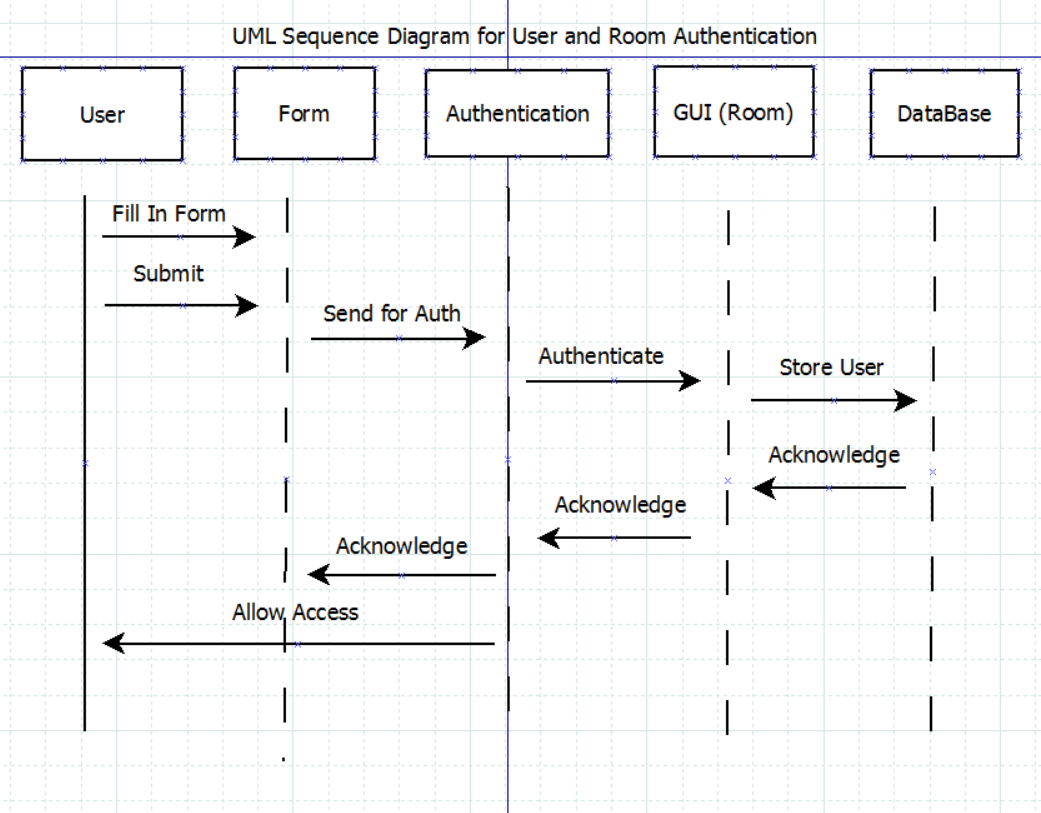 UML Sequence Diagram for User and Room Authentication
User
Form
Authentication
GUI (Room)
DataBase
Fill In Form
Submit
Send for Auth
Authenticate
Store User
Acknowledge
Acknowledge
Acknowledge
Allow Access